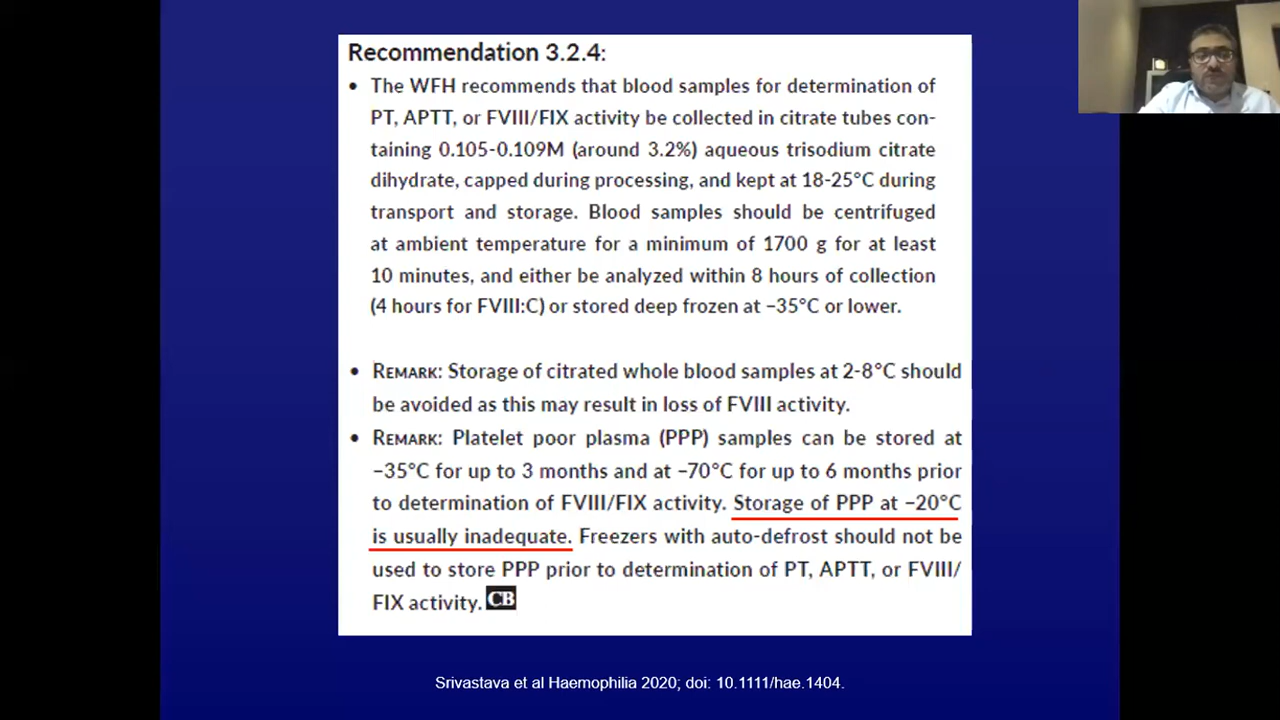 Recommendation 3.2.4:
• The WFH recommends that blood samples for determination of
PT, APTT, or FVIII/FIX activity be collected in citrate tubes con-
taining 0.105-0.109M (around 3.2%) aqueous trisodium citrate
dihydrate, capped during processing, and kept at 18-25°C during
transport and storage. Blood samples should be centrifuged
at ambient temperature for a minimum of 1700 g for at least
10 minutes, and either be analyzed within 8 hours of collection
(4 hours for FVIII:C) or stored deep frozen at −35°C or lower.
• REMARK: Storage of citrated whole blood samples at 2-8°C should
be avoided as this may result in loss of FVIII activity.
• REMARK: Platelet poor plasma (PPP) samples can be stored at
−35°C for up to 3 months and at −70°C for up to 6 months prior
to determination of FVIII/FIX activity. Storage of PPP at −20°C
is usually inadequate. Freezers with auto-defrost should not be
used to store PPP prior to determination of PT, APTT, or FVIII/
FIX activity. CB
Srivastava et al Haemophilia 2020; doi: 10.1111/hae.1404.